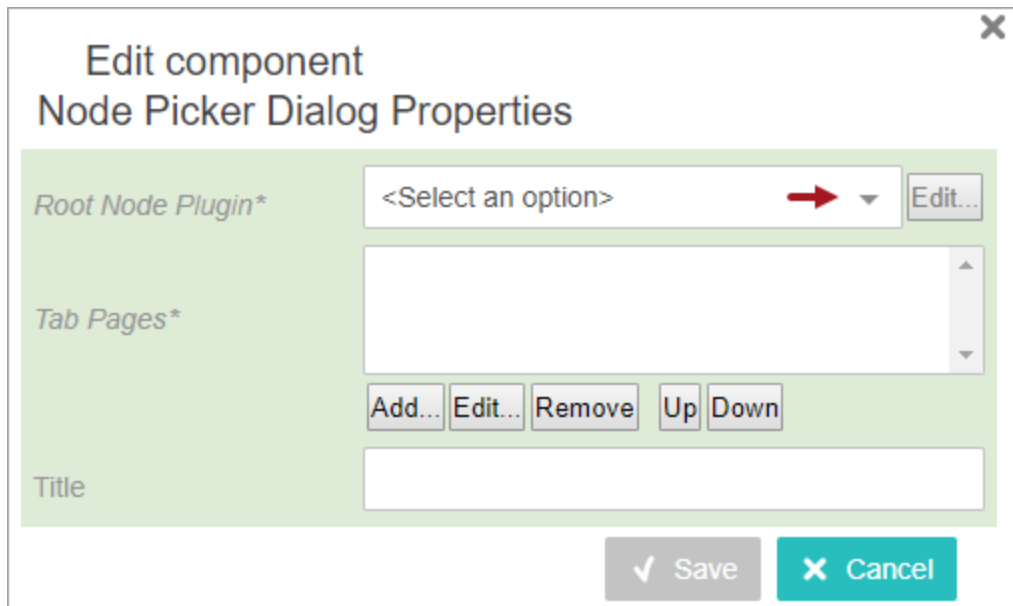 Edit component
Node Picker Dialog Properties
Root Node Plugin*
<Select an option>
Edit...
Tab Pages*
Add... Edit... Remove Up Down
Title
Save Cancel